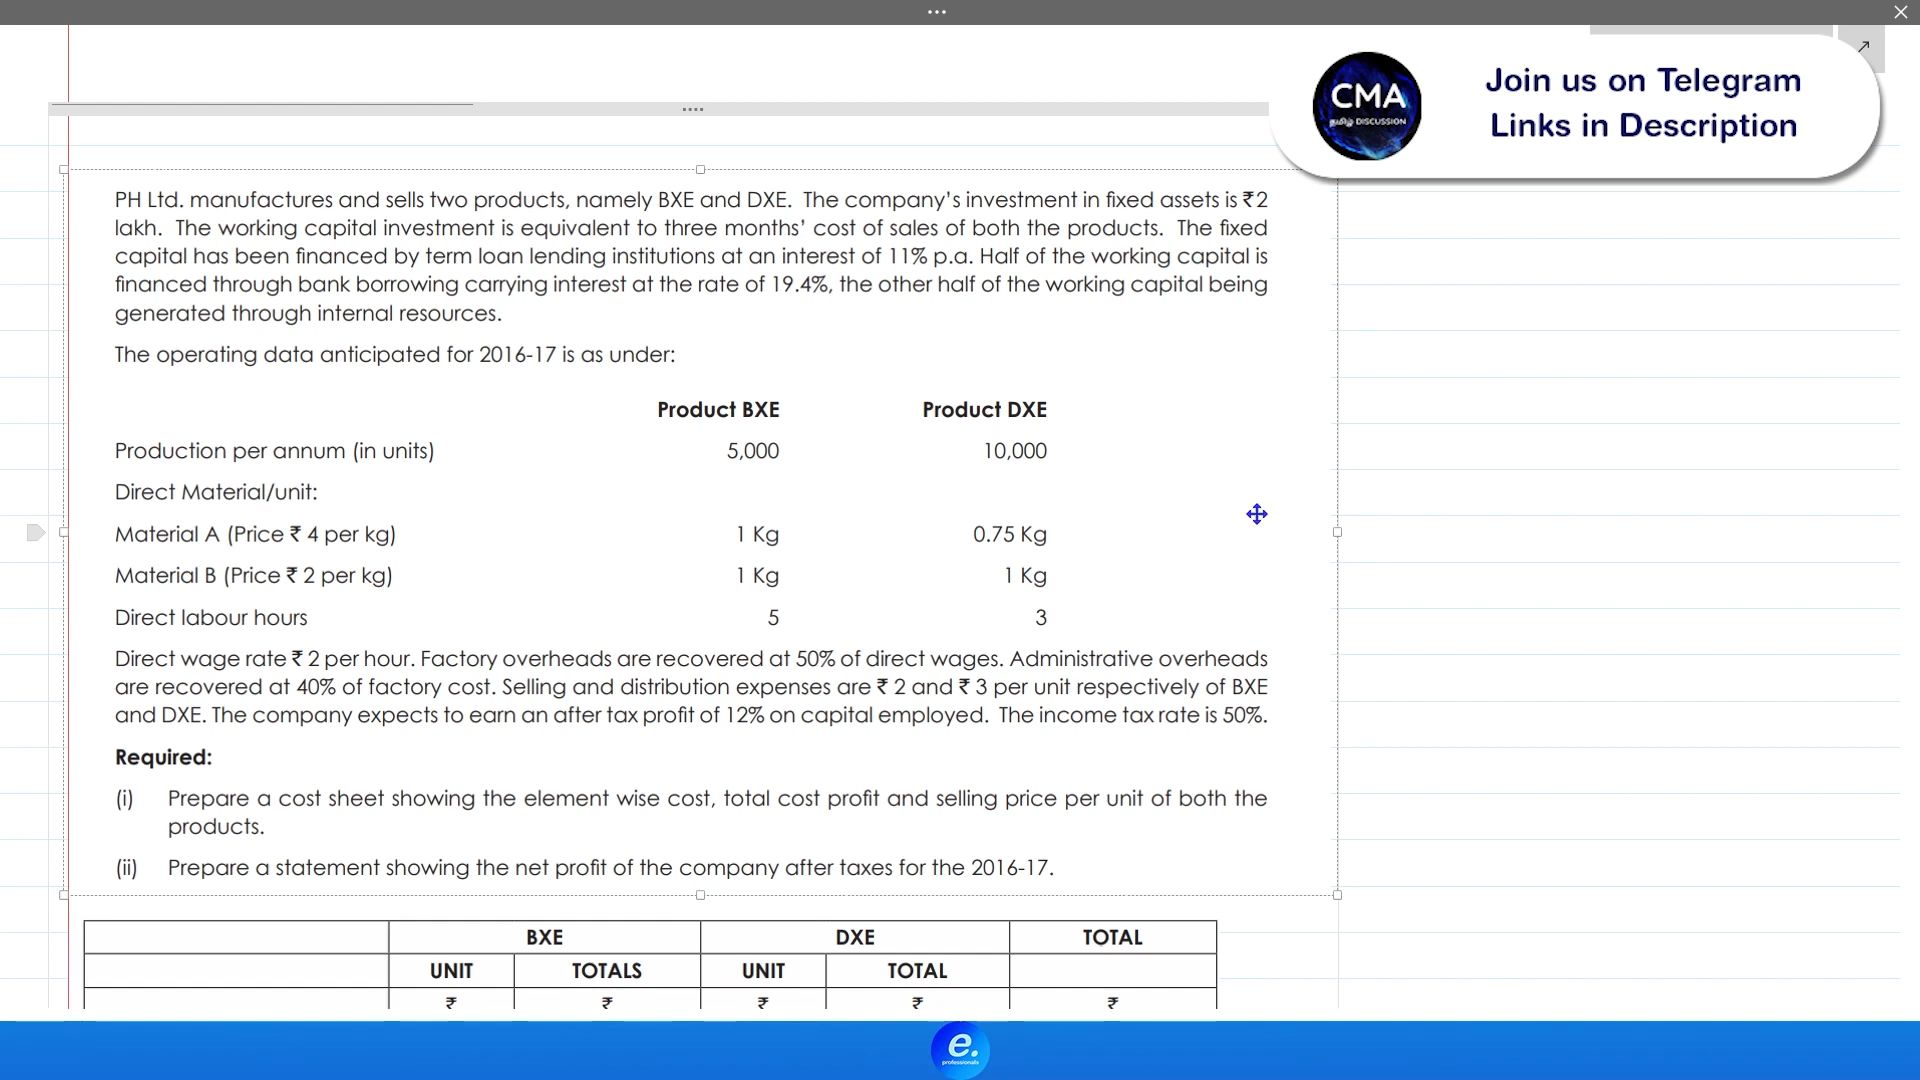 Join us on Telegram
Links in Description
CMA
தமிழ் DISCUSSION
PH Ltd. manufactures and sells two products, namely BXE and DXE. The company’s investment in fixed assets is ₹2
lakh. The working capital investment is equivalent to three months’ cost of sales of both the products. The fixed
capital has been financed by term loan lending institutions at an interest of 11% p.a. Half of the working capital is
financed through bank borrowing carrying interest at the rate of 19.4%, the other half of the working capital being
generated through internal resources.
The operating data anticipated for 2016-17 is as under:
Product BXE Product DXE
Production per annum (in units) 5,000 10,000
Direct Material/unit:
Material A (Price ₹ 4 per kg) 1 Kg 0.75 Kg
Material B (Price ₹ 2 per kg) 1 Kg 1 Kg
Direct labour hours 5 3
Direct wage rate ₹ 2 per hour. Factory overheads are recovered at 50% of direct wages. Administrative overheads
are recovered at 40% of factory cost. Selling and distribution expenses are ₹ 2 and ₹ 3 per unit respectively of BXE
and DXE. The company expects to earn an after tax profit of 12% on capital employed. The income tax rate is 50%.
Required:
(i) Prepare a cost sheet showing the element wise cost, total cost profit and selling price per unit of both the
products.
(ii) Prepare a statement showing the net profit of the company after taxes for the 2016-17.
BXE DXE TOTAL
UNIT TOTALS UNIT TOTAL
₹ ₹ ₹ ₹ ₹
e.
professionals